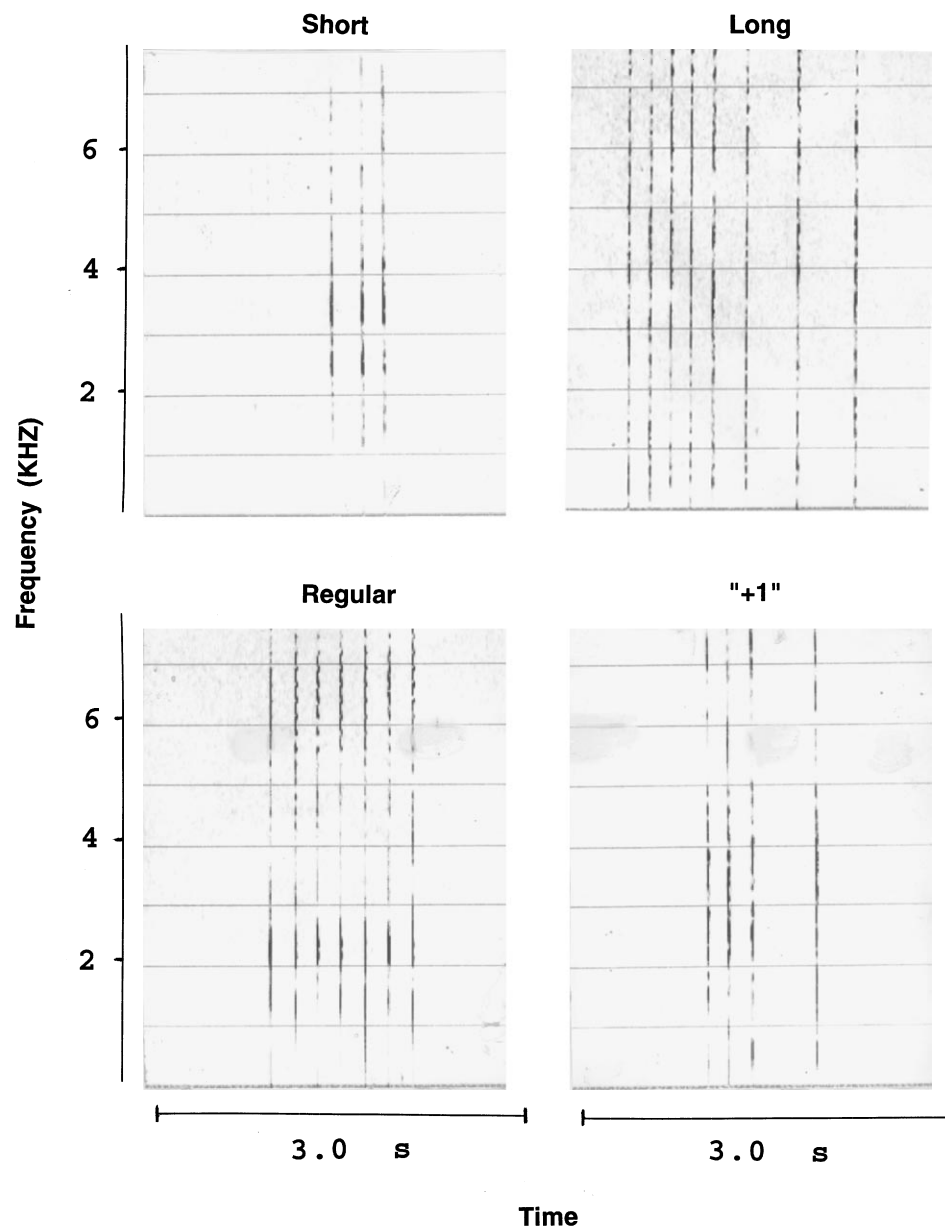 Short
Long
6
4
2
Frequency (KHZ)
Regular
"+1"
6
4
2
3.0 s
3.0 s
Time